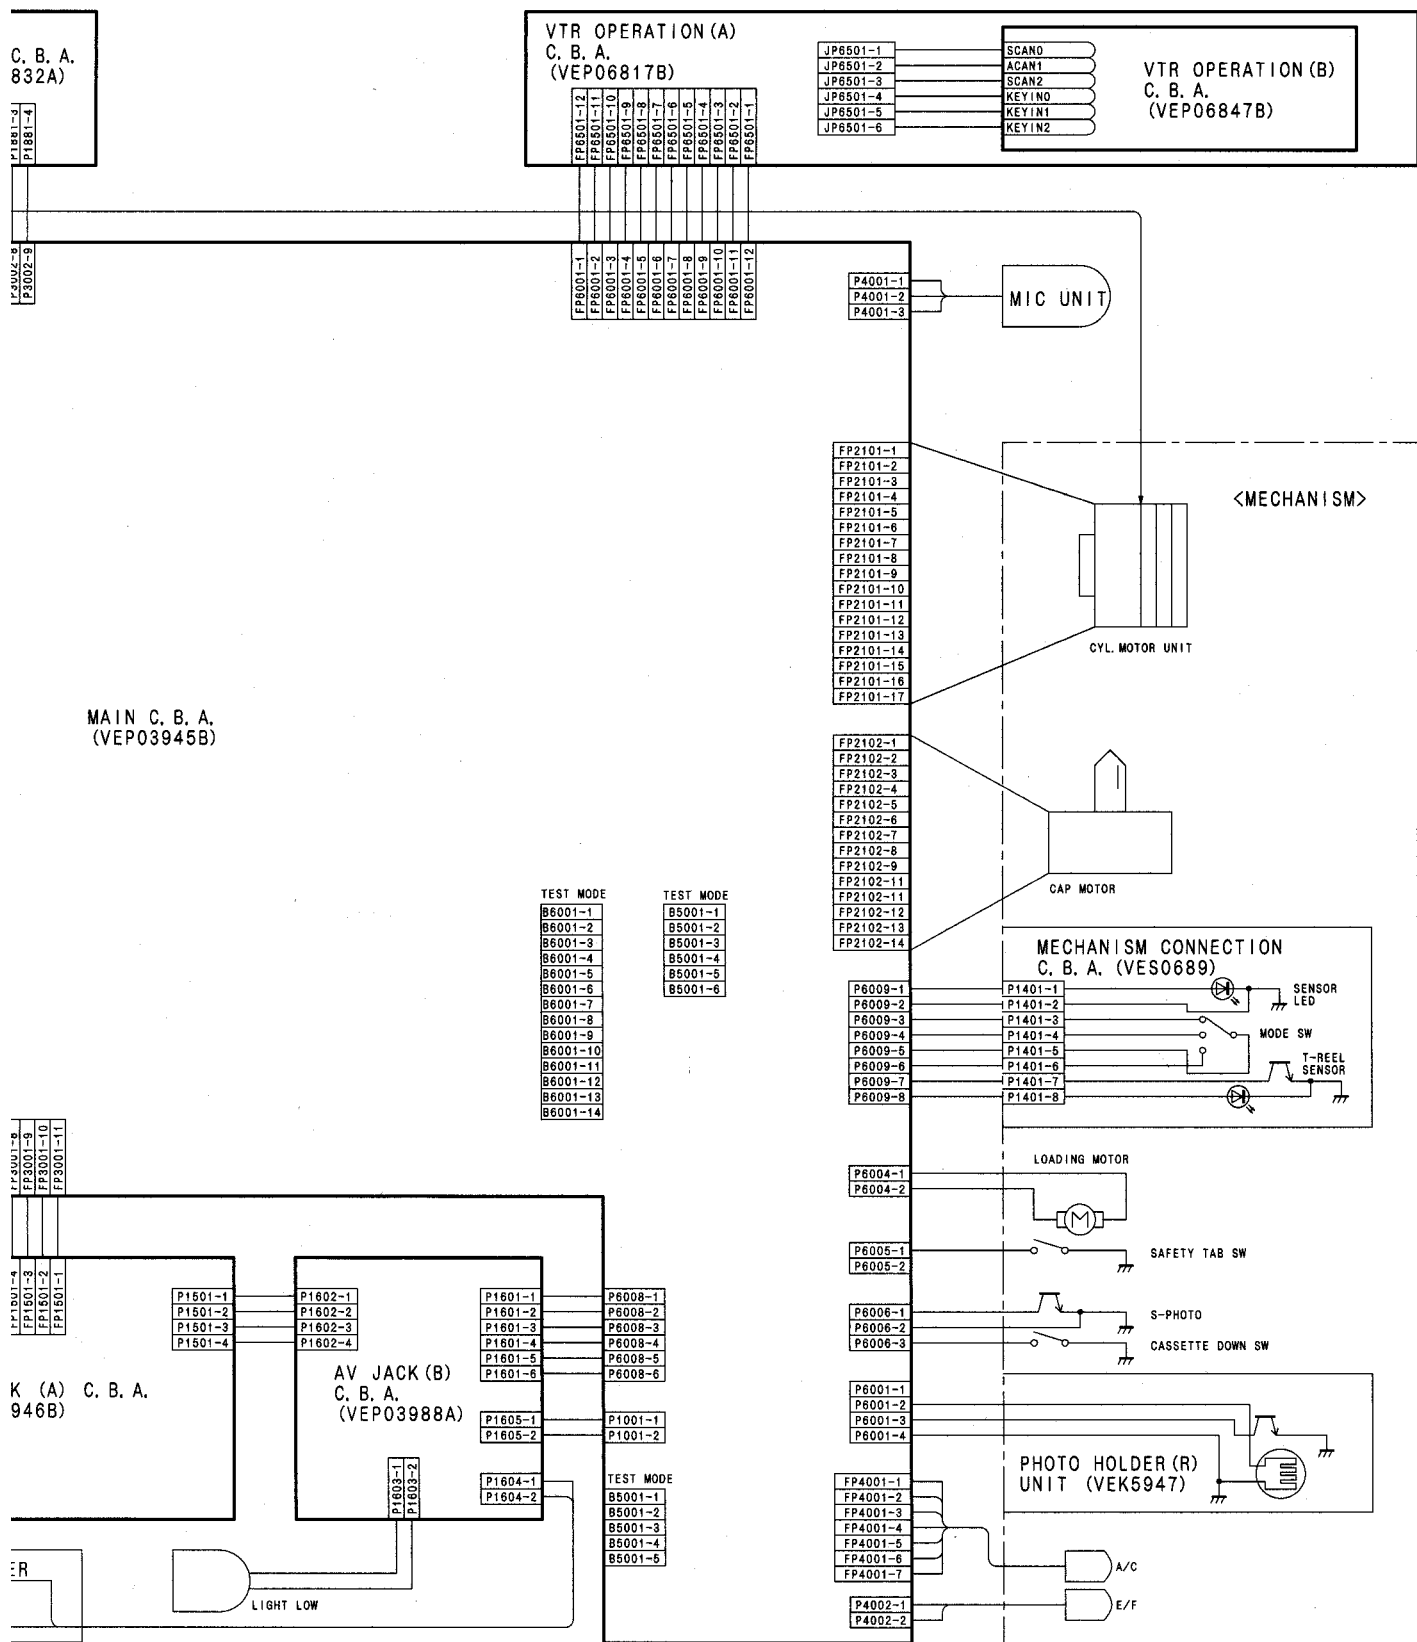 C. B. A.
832A)
P1881-3
P1881-4
P3002-8
P3002-9
VTR OPERATION (A)
C. B. A.
(VEP06817B)
FP6501-12
FP6501-11
FP6501-10
FP6501-9
FP6501-8
FP6501-7
FP6501-6
FP6501-5
FP6501-4
FP6501-3
FP6501-2
FP6501-1
JP6501-1
JP6501-2
JP6501-3
JP6501-4
JP6501-5
JP6501-6
SCAN0
ACAN1
SCAN2
KEYIN0
KEYIN1
KEYIN2
VTR OPERATION (B)
C. B. A.
(VEP06847B)
FP6001-1
FP6001-2
FP6001-3
FP6001-4
FP6001-5
FP6001-6
FP6001-7
FP6001-8
FP6001-9
FP6001-10
FP6001-11
FP6001-12
P4001-1
P4001-2
P4001-3
MIC UNIT
FP2101-1
FP2101-2
FP2101-3
FP2101-4
FP2101-5
FP2101-6
FP2101-7
FP2101-8
FP2101-9
FP2101-10
FP2101-11
FP2101-12
FP2101-13
FP2101-14
FP2101-15
FP2101-16
FP2101-17
<MECHANISM>
CYL. MOTOR UNIT
MAIN C. B. A.
(VEP03945B)
FP2102-1
FP2102-2
FP2102-3
FP2102-4
FP2102-5
FP2102-6
FP2102-7
FP2102-8
FP2102-9
FP2102-11
FP2102-11
FP2102-12
FP2102-13
FP2102-14
CAP MOTOR
TEST MODE
B6001-1
B6001-2
B6001-3
B6001-4
B6001-5
B6001-6
B6001-7
B6001-8
B6001-9
B6001-10
B6001-11
B6001-12
B6001-13
B6001-14
TEST MODE
B5001-1
B5001-2
B5001-3
B5001-4
B5001-5
B5001-6
MECHANISM CONNECTION
C. B. A. (VES0689)
P6009-1
P6009-2
P6009-3
P6009-4
P6009-5
P6009-6
P6009-7
P6009-8
P1401-1
P1401-2
P1401-3
P1401-4
P1401-5
P1401-6
P1401-7
P1401-8
SENSOR
LED
MODE SW
T-REEL
SENSOR
FP3001-8
FP3001-9
FP3001-10
FP3001-11
FP1501-4
FP1501-3
FP1501-2
FP1501-1
P6004-1
P6004-2
LOADING MOTOR
M
P6005-1
P6005-2
SAFETY TAB SW
P6006-1
P6006-2
P6006-3
S-PHOTO
CASSETTE DOWN SW
P1501-1
P1501-2
P1501-3
P1501-4
P1602-1
P1602-2
P1602-3
P1602-4
P1601-1
P1601-2
P1601-3
P1601-4
P1601-5
P1601-6
P6008-1
P6008-2
P6008-3
P6008-4
P6008-5
P6008-6
K (A) C. B. A.
946B)
AV JACK (B)
C. B. A.
(VEP03988A)
P1605-1
P1605-2
P1001-1
P1001-2
P1603-1
P1603-2
P1604-1
P1604-2
TEST MODE
B5001-1
B5001-2
B5001-3
B5001-4
B5001-5
P6001-1
P6001-2
P6001-3
P6001-4
PHOTO HOLDER (R)
UNIT (VEK5947)
FP4001-1
FP4001-2
FP4001-3
FP4001-4
FP4001-5
FP4001-6
FP4001-7
A/C
P4002-1
P4002-2
E/F
ER
LIGHT LOW